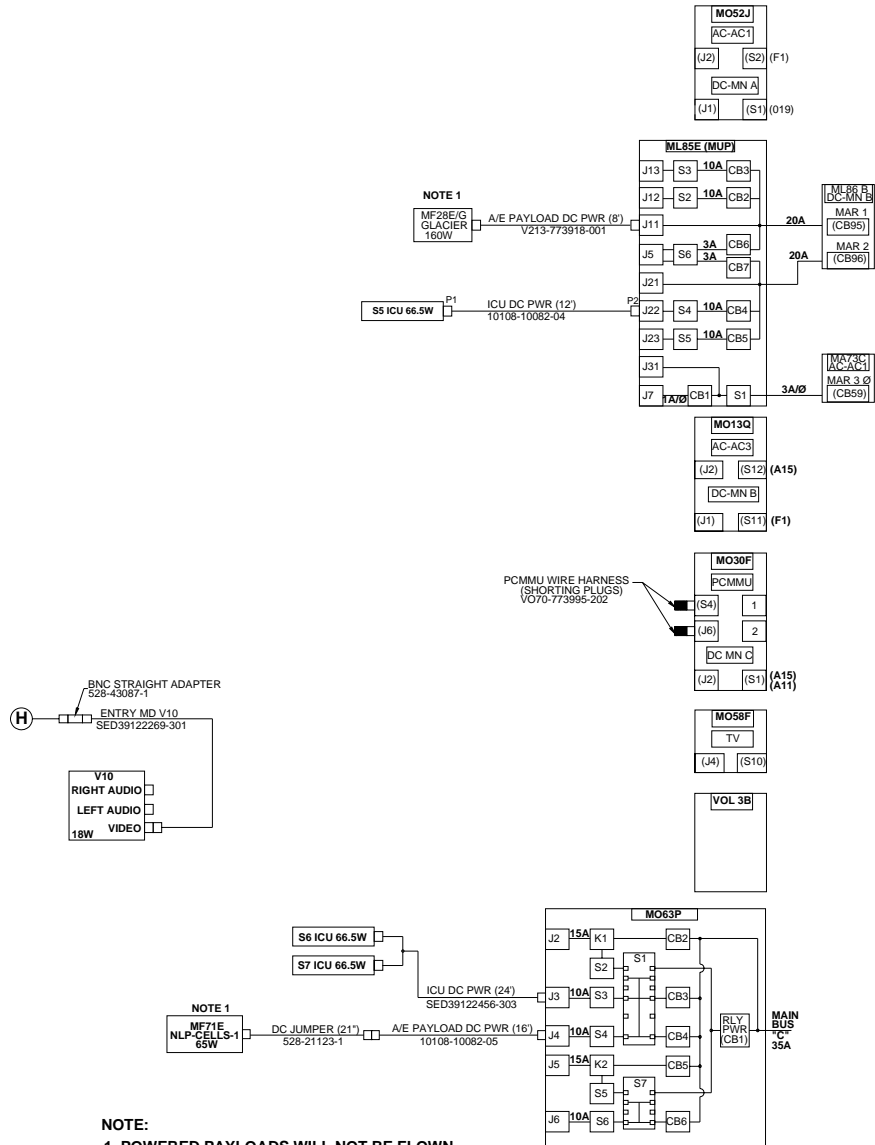 MO52J
AC-AC1
(J2) (S2) (F1)
DC-MN A
(J1) (S1) (019)
ML85E (MUP)
J13 S3 10A CB3
J12 S2 10A CB2
J11
J5 S6 3A CB6
3A CB7
J21
J22 S4 10A CB4
J23 S5 10A CB5
J31
J7 1A/Ø CB1 S1
20A
20A
3A/Ø
ML86 B
DC-MN B
MAR 1
(CB95)
MAR 2
(CB96)
MA73C
AC-AC1
MAR 3 Ø
(CB59)
NOTE 1
MF28E/G
GLACIER
160W
A/E PAYLOAD DC PWR (8')
V213-773918-001
S5 ICU 66.5W
P1
ICU DC PWR (12')
10108-10082-04
P2
MO13Q
AC-AC3
(J2) (S12) (A15)
DC-MN B
(J1) (S11) (F1)
PCMMU WIRE HARNESS
(SHORTING PLUGS)
VO70-773995-202
MO30F
PCMMU
(S4) 1
(J6) 2
DC MN C
(J2) (S1) (A15)
(A11)
BNC STRAIGHT ADAPTER
528-43087-1
H
ENTRY MD V10
SED39122269-301
V10
RIGHT AUDIO
LEFT AUDIO
VIDEO
18W
MO58F
TV
(J4) (S10)
VOL 3B
MO63P
J2 15A K1 CB2
S2 S1
J3 10A S3 CB3
J4 10A S4 CB4
J5 15A K2 CB5
S5 S7
J6 10A S6 CB6
RLY
PWR
(CB1)
MAIN
BUS
"C"
35A
S6 ICU 66.5W
S7 ICU 66.5W
ICU DC PWR (24')
SED39122456-303
NOTE 1
MF71E
NLP-CELLS-1
65W
DC JUMPER (21")
528-21123-1
A/E PAYLOAD DC PWR (16')
10108-10082-05
NOTE:
1. POWERED PAYLOADS WILL NOT BE FLOWN